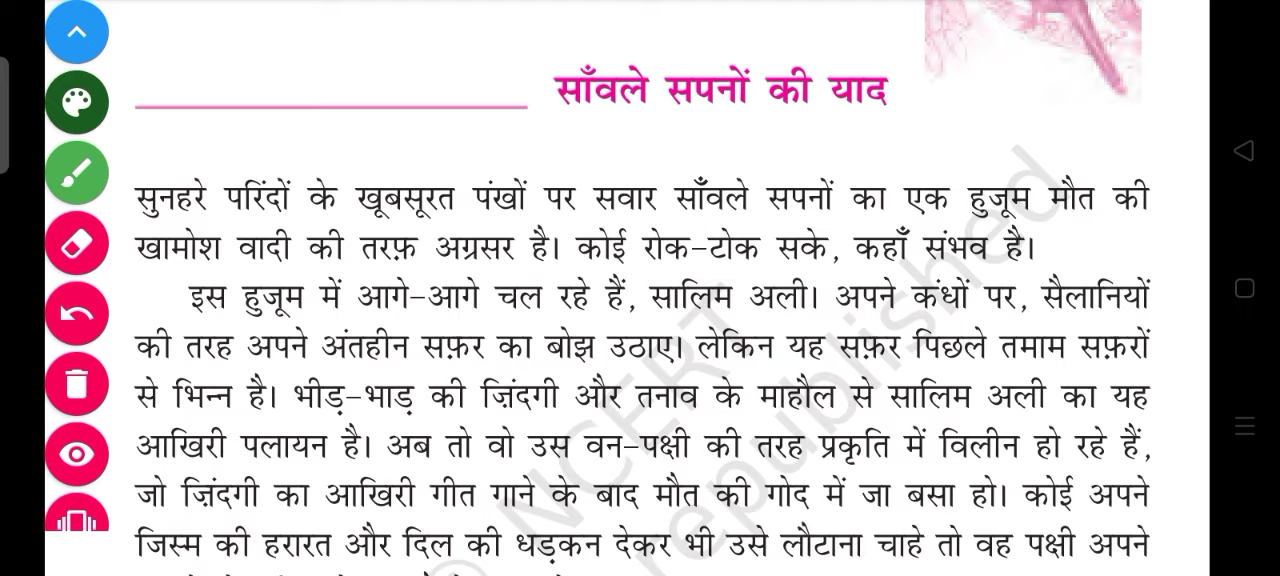 साँवले सपनों की याद
सुनहरे परिंदों के खूबसूरत पंखों पर सवार साँवले सपनों का एक हुजूम मौत की
खामोश वादी की तरफ़ अग्रसर है। कोई रोक-टोक सके, कहाँ संभव है।
इस हुजूम में आगे-आगे चल रहे हैं, सालिम अली। अपने कंधों पर, सैलानियों
की तरह अपने अंतहीन सफ़र का बोझ उठाए। लेकिन यह सफ़र पिछले तमाम सफ़रों
से भिन्न है। भीड़-भाड़ की ज़िंदगी और तनाव के माहौल से सालिम अली का यह
आखिरी पलायन है। अब तो वो उस वन-पक्षी की तरह प्रकृति में विलीन हो रहे हैं,
जो ज़िंदगी का आखिरी गीत गाने के बाद मौत की गोद में जा बसा हो। कोई अपने
जिस्म की हरारत और दिल की धड़कन देकर भी उसे लौटाना चाहे तो वह पक्षी अपने
© NCERT
republished